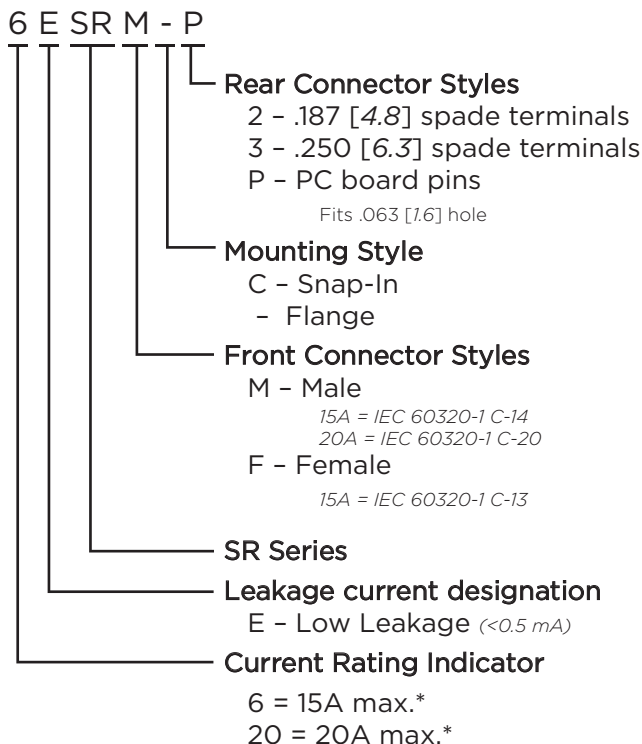 6 E SR M - P
Rear Connector Styles
2 – .187 [4.8] spade terminals
3 – .250 [6.3] spade terminals
P – PC board pins
Fits .063 [1.6] hole
Mounting Style
C – Snap-In
– Flange
Front Connector Styles
M – Male
15A = IEC 60320-1 C-14
20A = IEC 60320-1 C-20
F – Female
15A = IEC 60320-1 C-13
SR Series
Leakage current designation
E – Low Leakage (<0.5 mA)
Current Rating Indicator
6 = 15A max.*
20 = 20A max.*